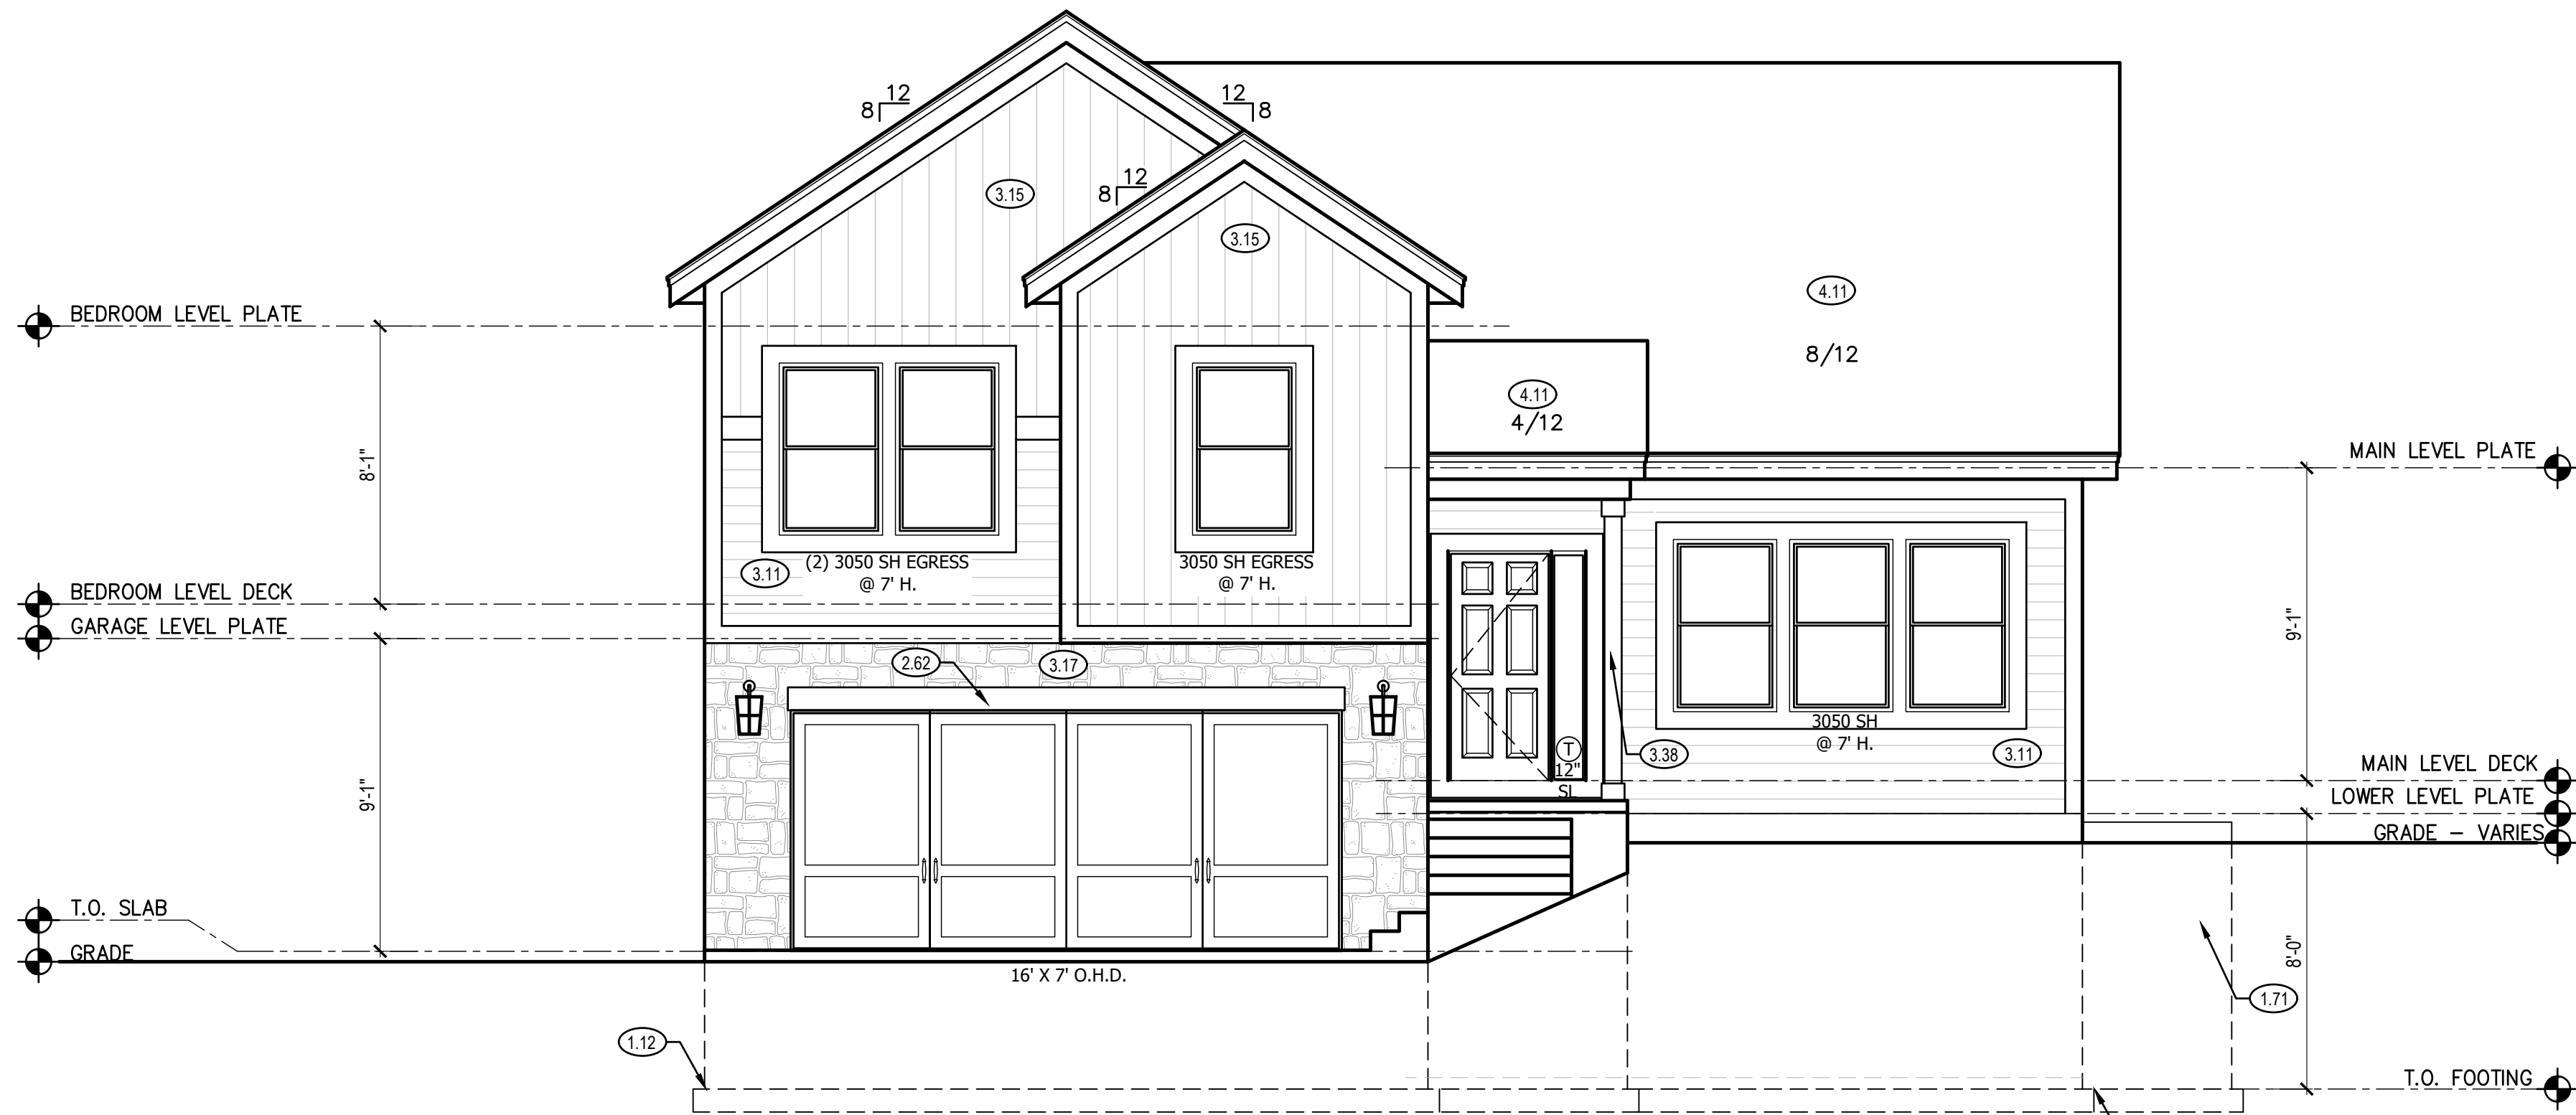 12
8
12
8
12
8
3.15
3.15
4.11
8/12
4.11
4/12
BEDROOM LEVEL PLATE
MAIN LEVEL PLATE
8'-1"
(2) 3050 SH EGRESS
@ 7' H.
3.11
3050 SH EGRESS
@ 7' H.
BEDROOM LEVEL DECK
GARAGE LEVEL PLATE
9'-1"
2.62
3.17
3050 SH
@ 7' H.
3.11
3.38
T
12"
SL
MAIN LEVEL DECK
LOWER LEVEL PLATE
GRADE - VARIES
9'-1"
T.O. SLAB
GRADE
16' X 7' O.H.D.
8'-0"
1.71
1.12
T.O. FOOTING